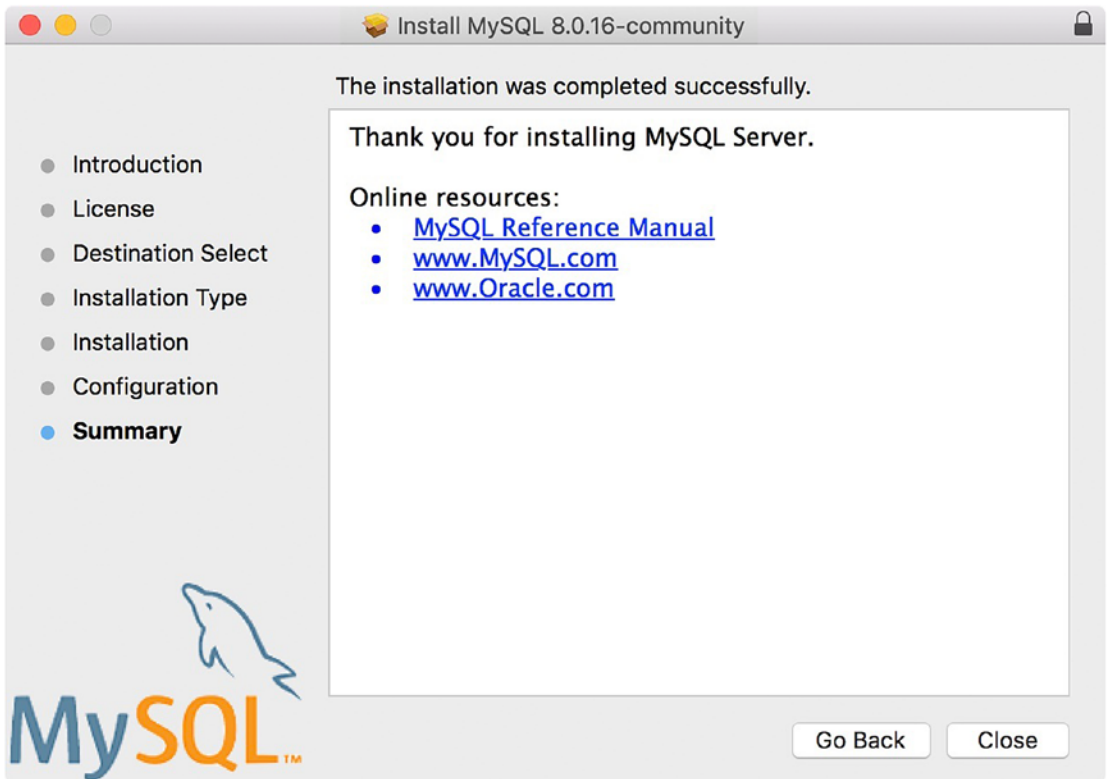 Install MySQL 8.0.16-community
The installation was completed successfully.
Introduction
License
Destination Select
Installation Type
Installation
Configuration
Summary
Thank you for installing MySQL Server.
Online resources:
• MySQL Reference Manual
• www.MySQL.com
• www.Oracle.com
MySQL™
Go Back
Close